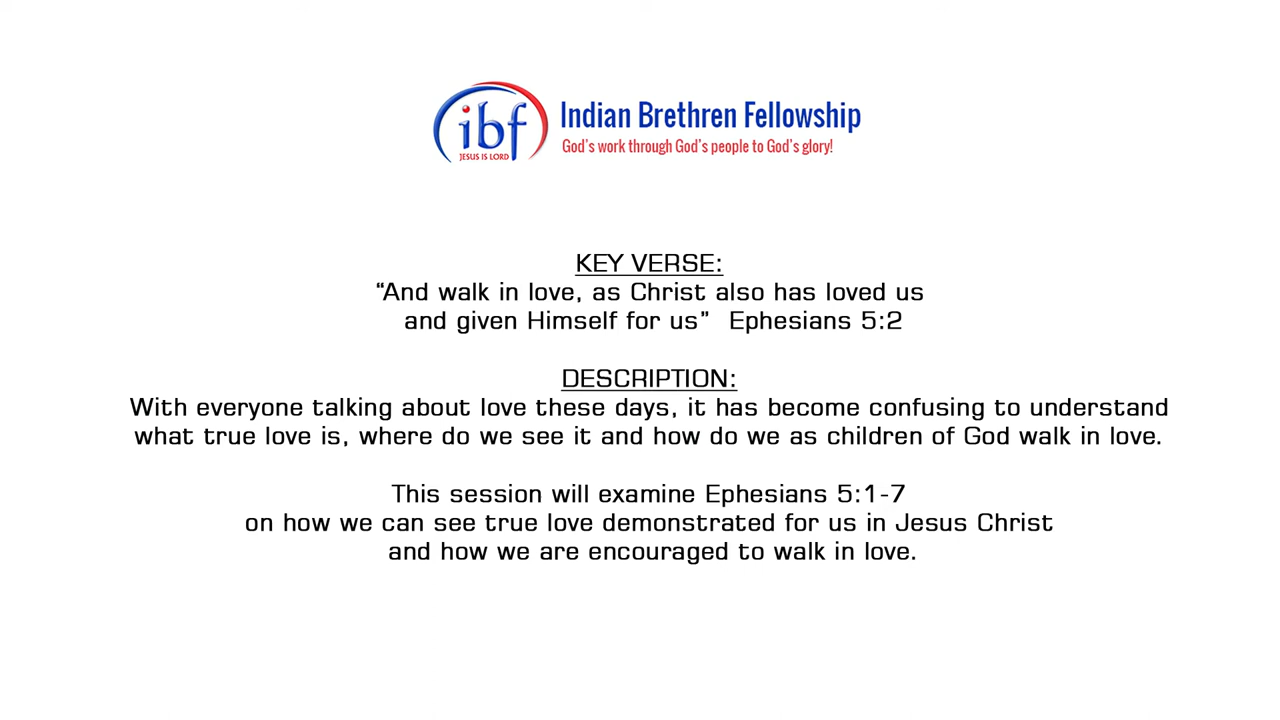 ibf
JESUS IS LORD
Indian Brethren Fellowship
God's work through God's people to God's glory!
KEY VERSE:
“And walk in love, as Christ also has loved us
and given Himself for us” Ephesians 5:2
DESCRIPTION:
With everyone talking about love these days, it has become confusing to understand
what true love is, where do we see it and how do we as children of God walk in love.
This session will examine Ephesians 5:1-7
on how we can see true love demonstrated for us in Jesus Christ
and how we are encouraged to walk in love.